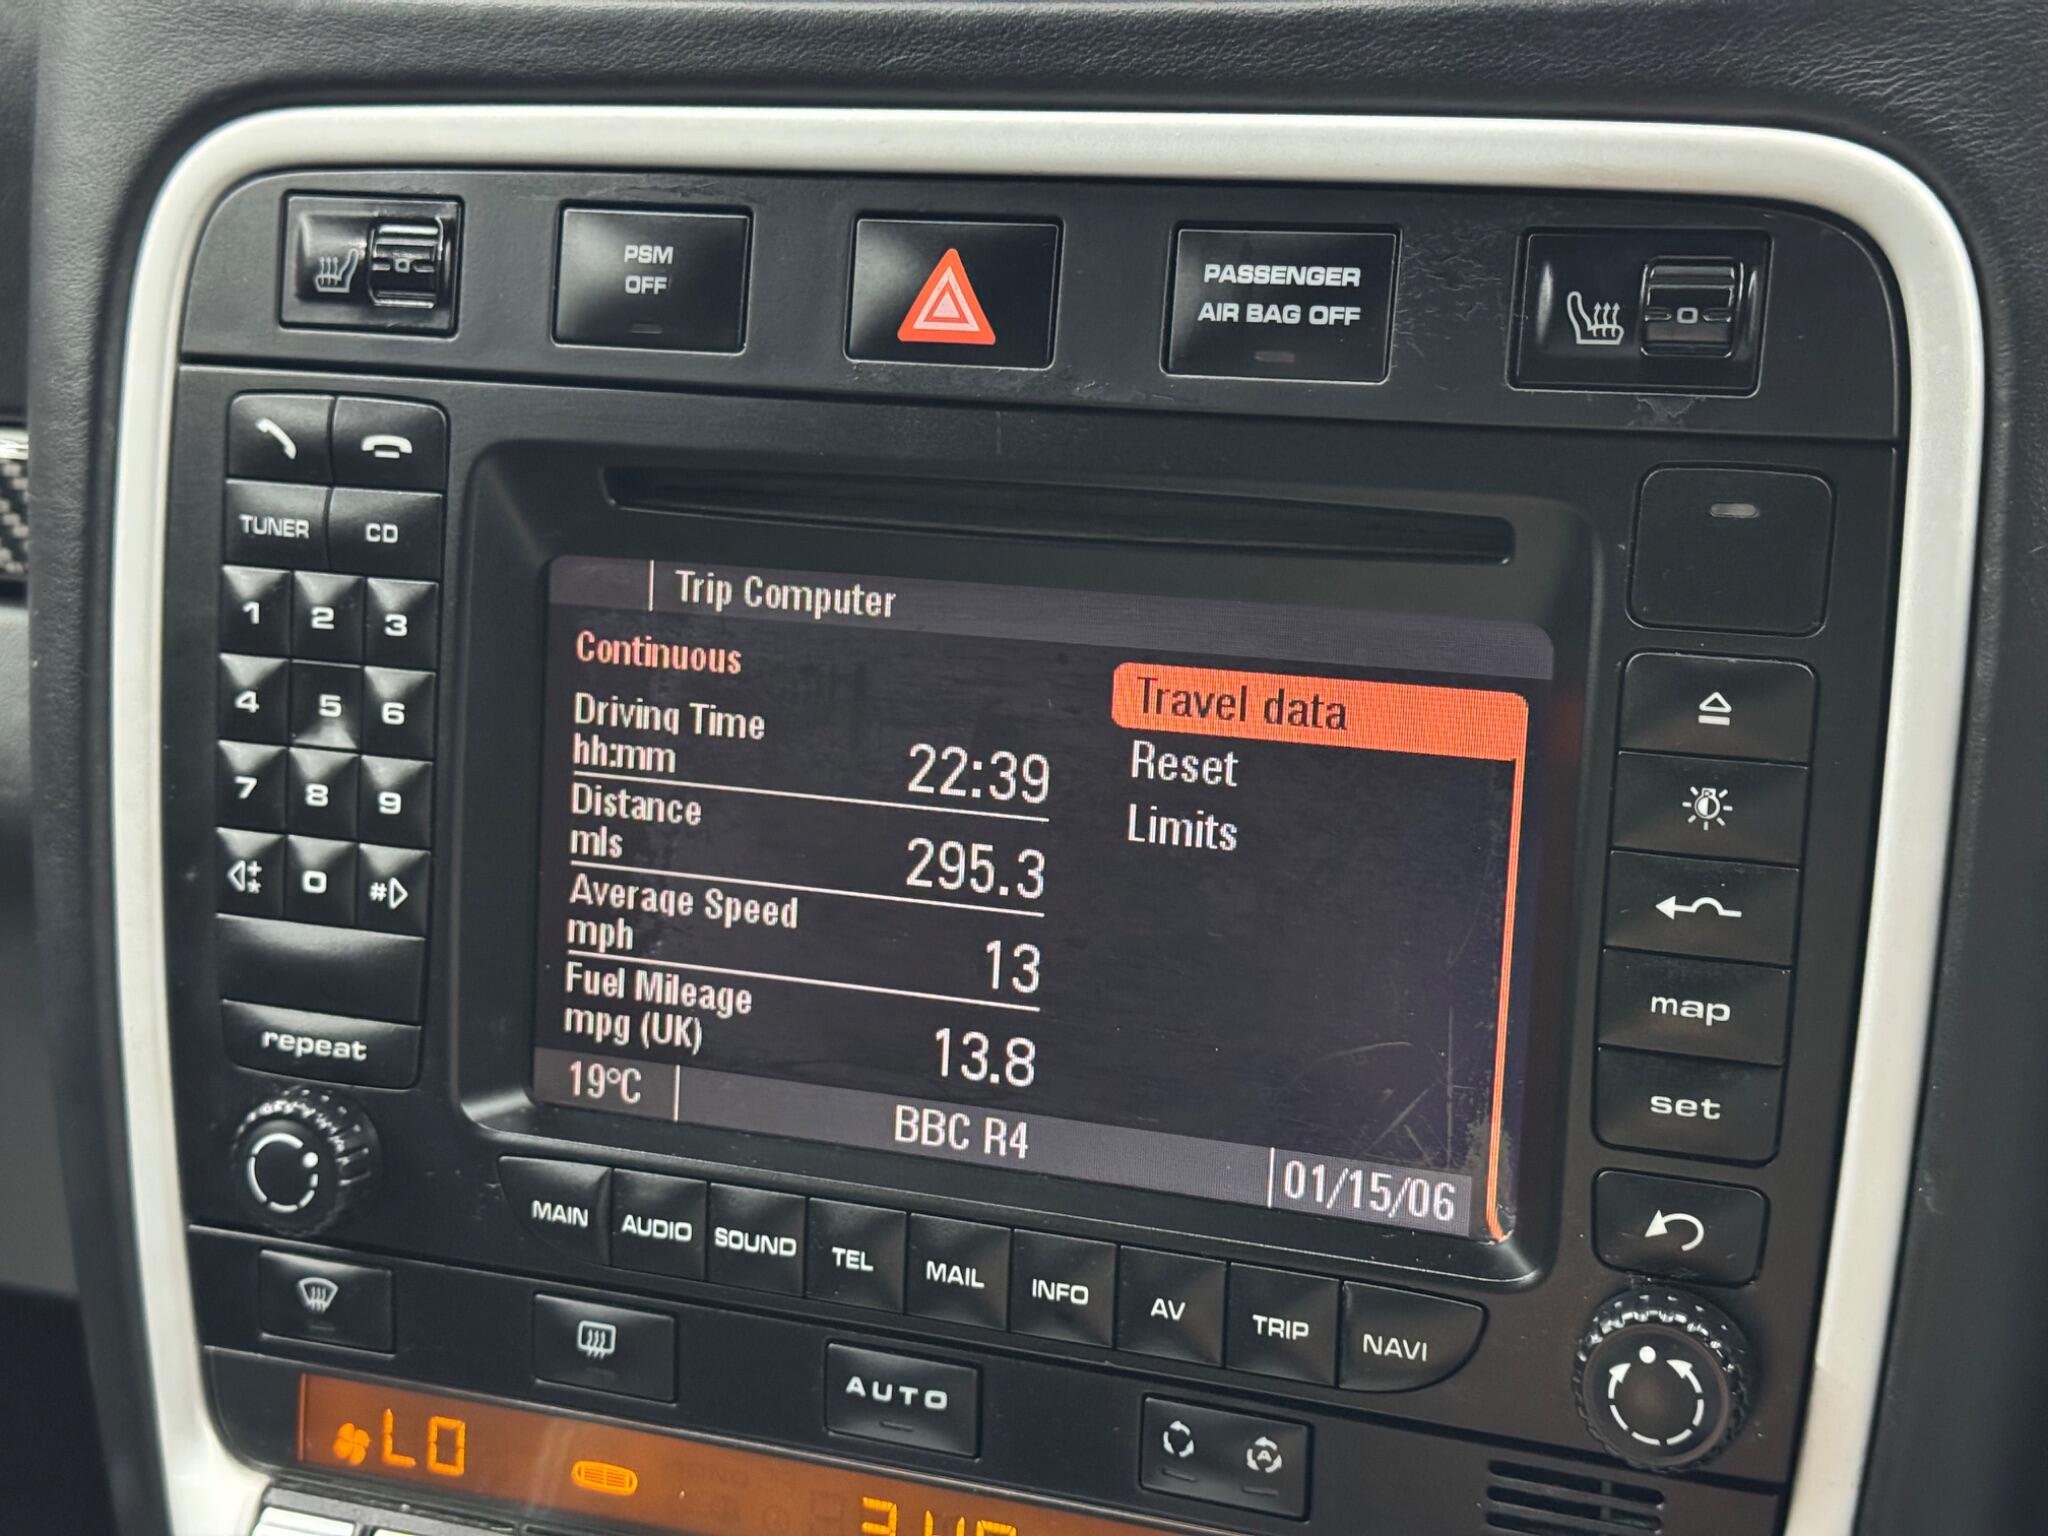 PSM
OFF
PASSENGER
AIR BAG OFF
TUNER
CD
1
2
3
4
5
6
7
8
9
0
#
repeat
Trip Computer
Continuous
Driving Time
hh:mm
22:39
Distance
mls
295.3
Average Speed
mph
13
Fuel Mileage
mpg (UK)
13.8
Travel data
Reset
Limits
19°C
BBC R4
01/15/06
map
set
MAIN
AUDIO
SOUND
TEL
MAIL
INFO
AV
TRIP
NAVI
AUTO
A
LO